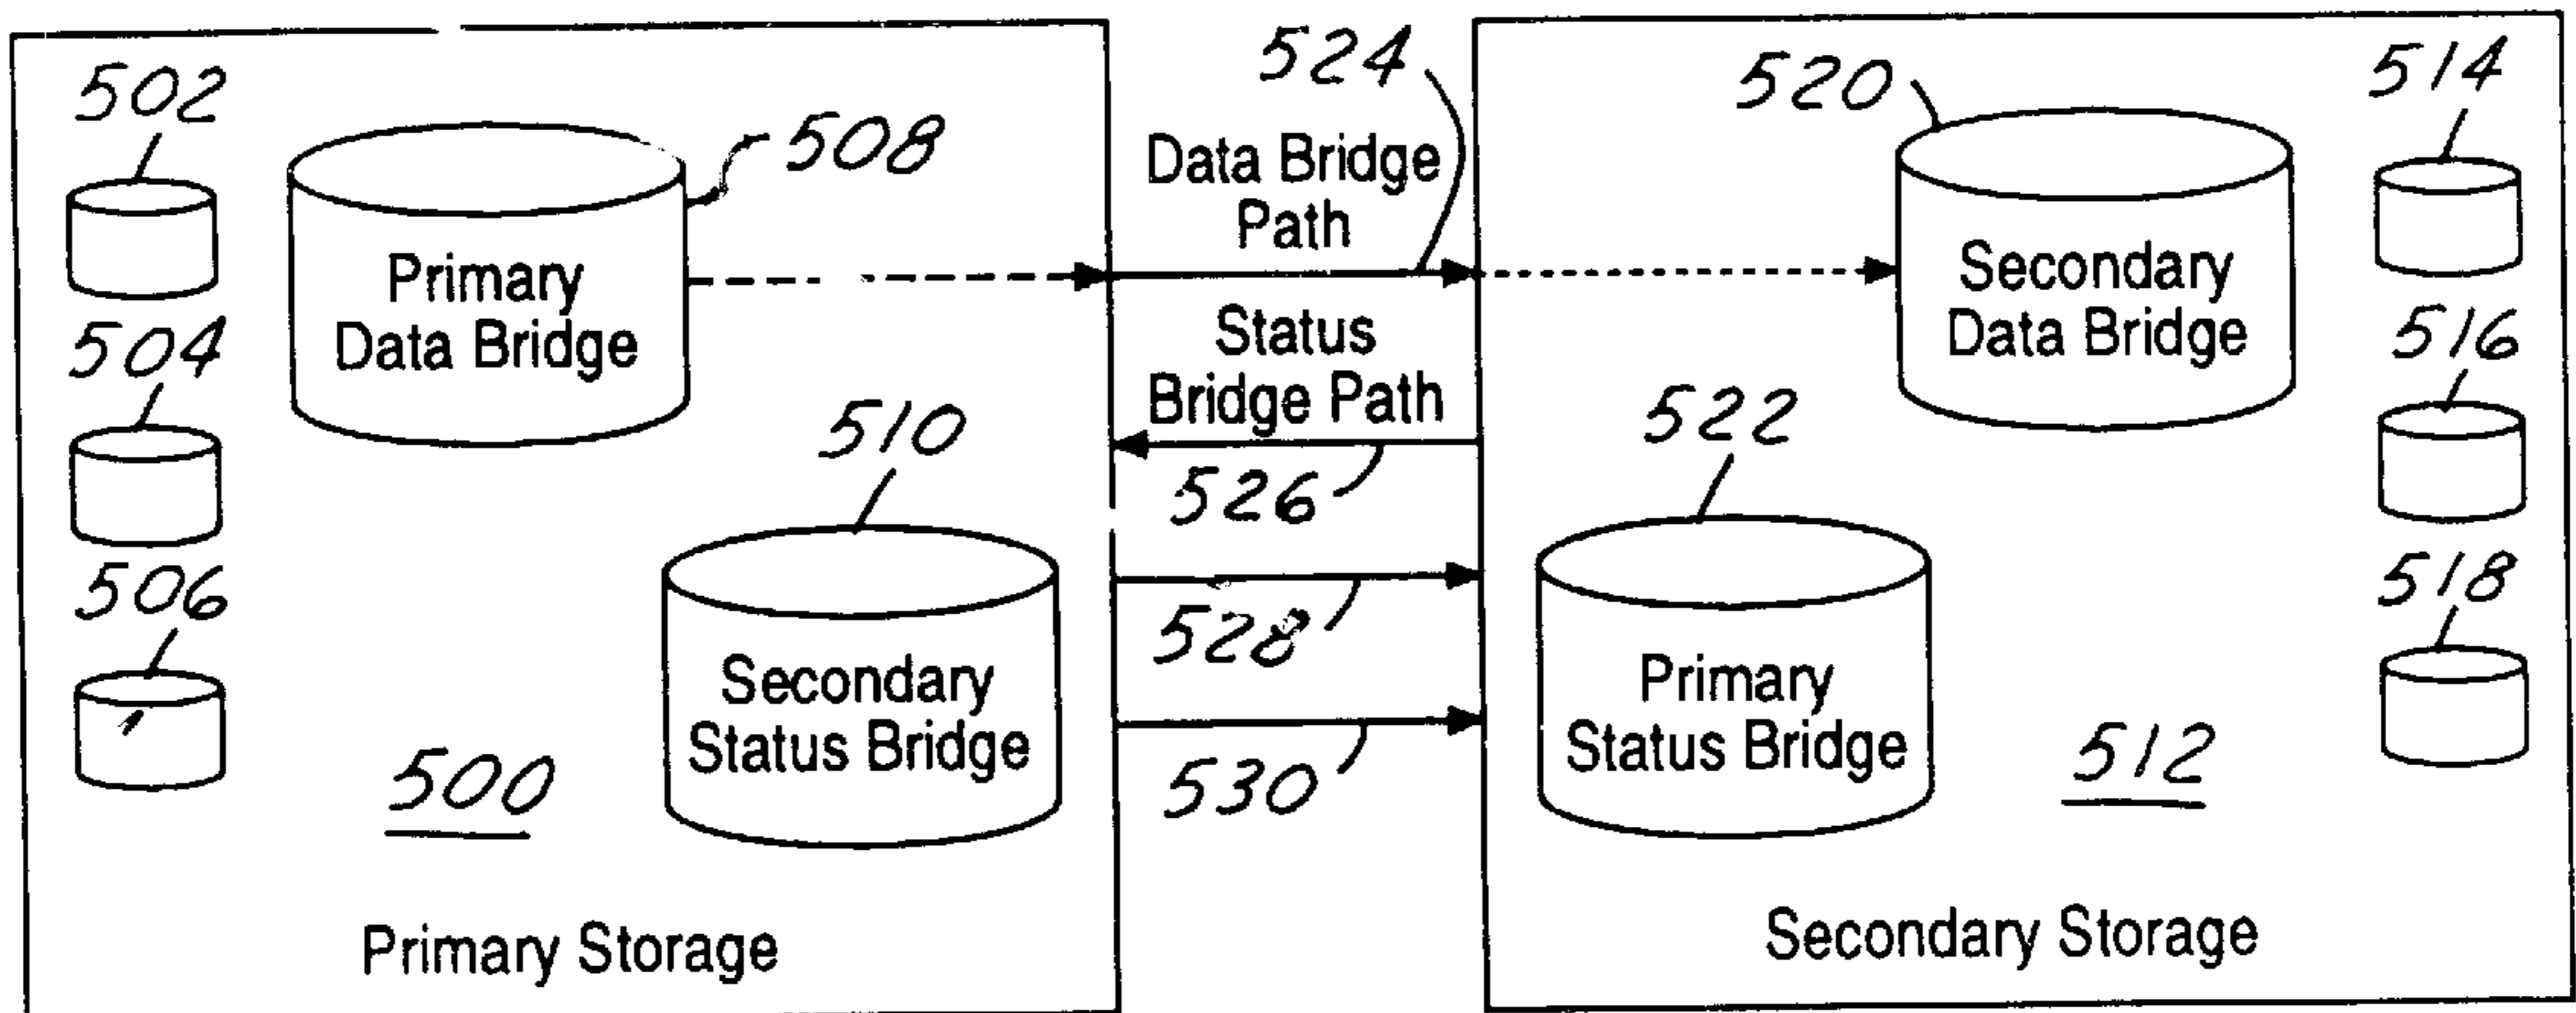 502
508
Primary
Data Bridge
504
510
506
Secondary
Status Bridge
500
Primary Storage
524
Data Bridge
Path
Status
Bridge Path
526
528
530
520
514
Secondary
Data Bridge
516
522
518
Primary
Status Bridge
512
Secondary Storage